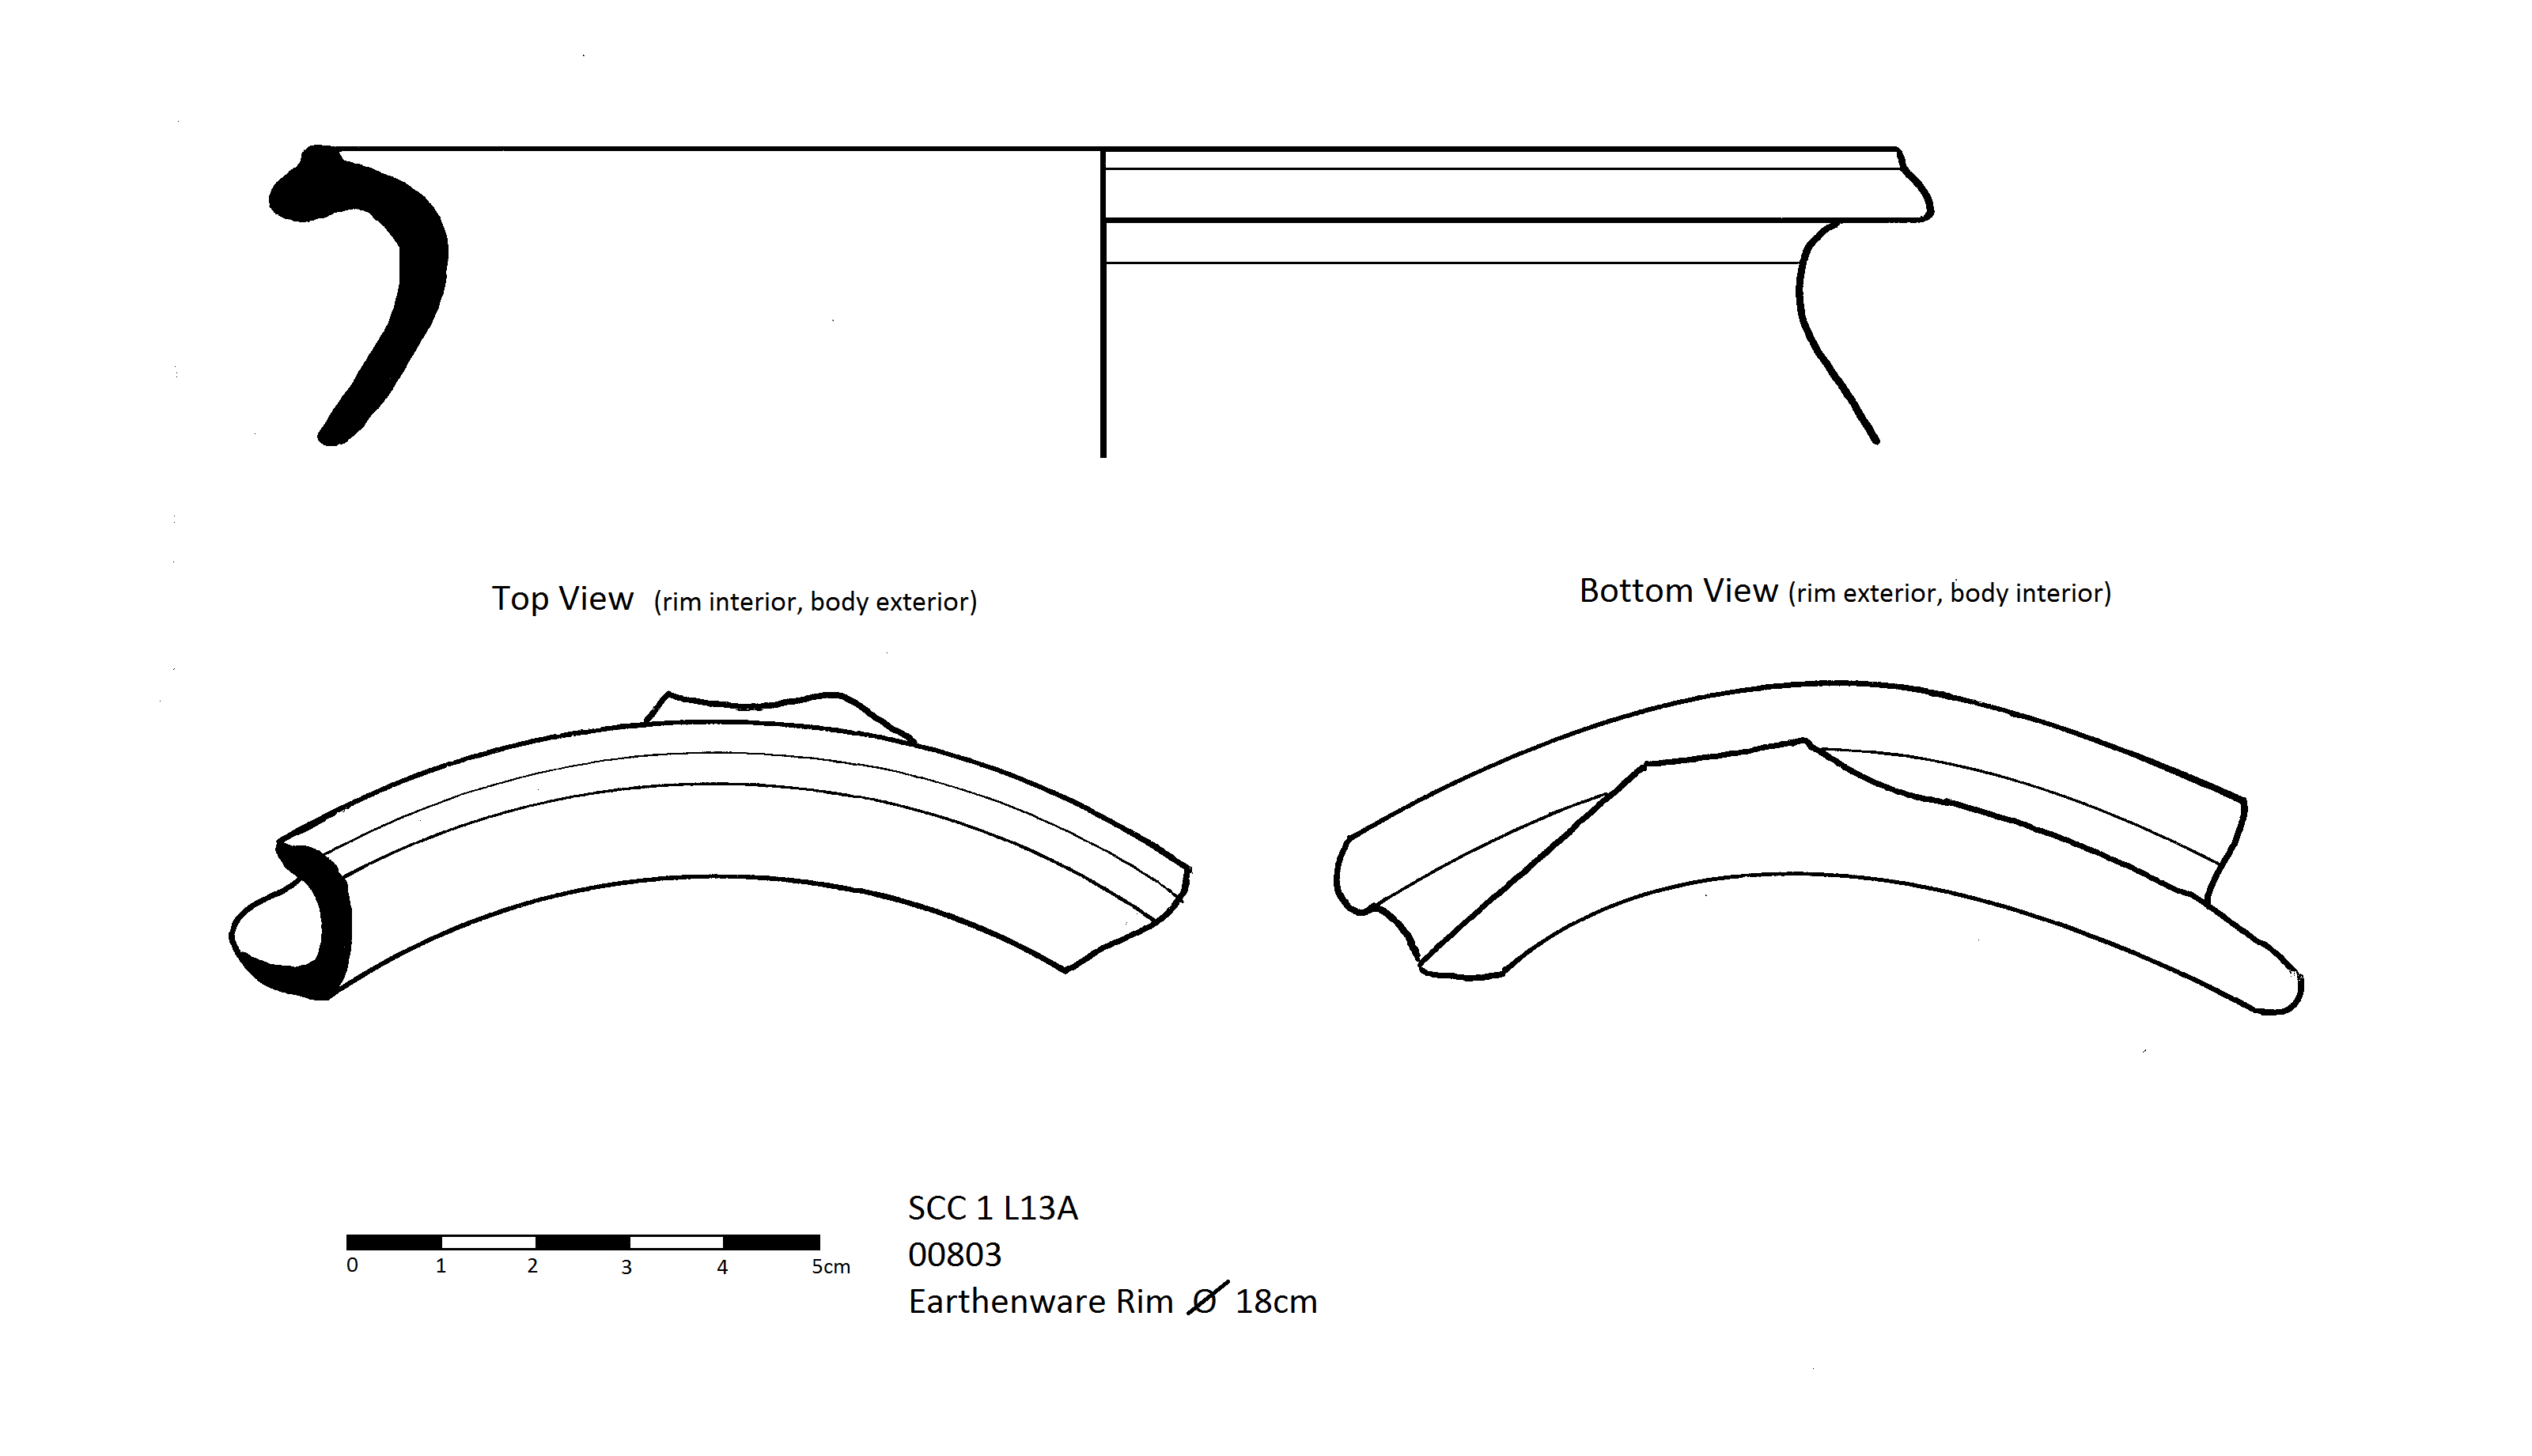 Top View (rim interior, body exterior)
Bottom View (rim exterior, body interior)
0 1 2 3 4 5cm
SCC 1 L13A
00803
Earthenware Rim Ø 18cm